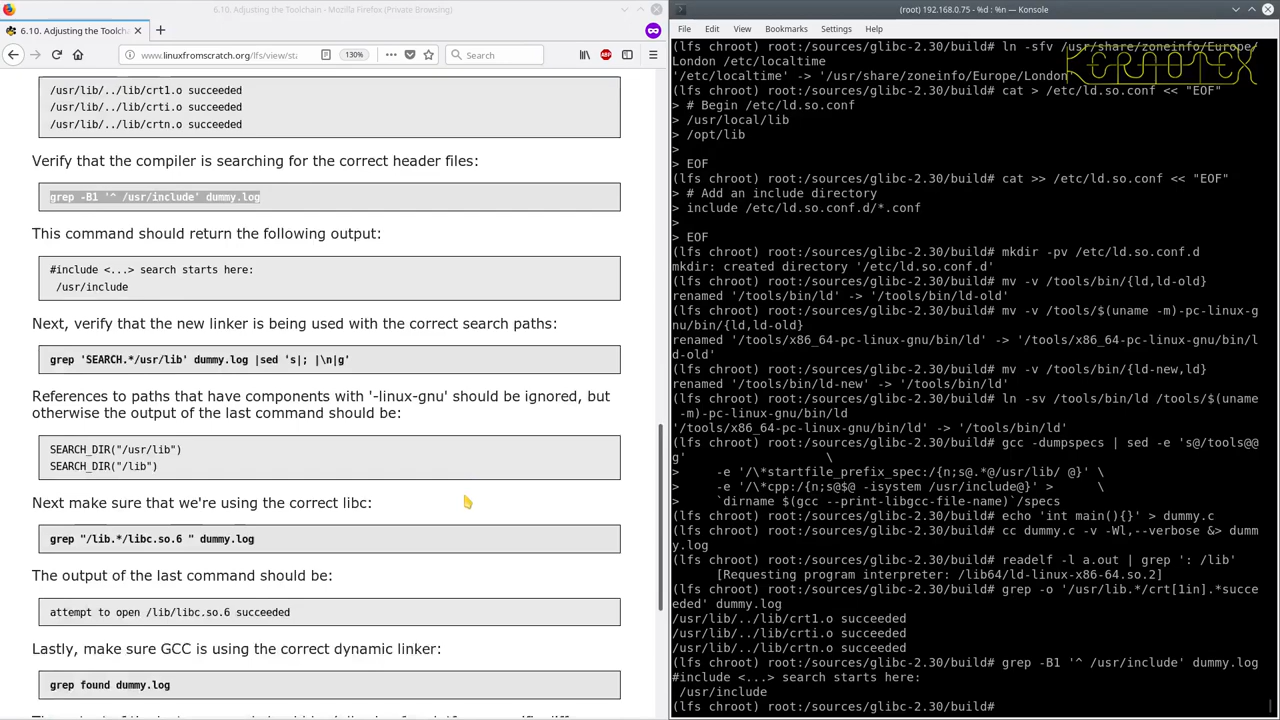 6.10. Adjusting the Toolchain - Mozilla Firefox (Private Browsing)
6.10. Adjusting the Toolcha
www.linuxfromscratch.org/lfs/view/sta
130%
Search
/usr/lib/../lib/crt1.o succeeded
/usr/lib/../lib/crti.o succeeded
/usr/lib/../lib/crtn.o succeeded
Verify that the compiler is searching for the correct header files:
grep -B1 '^ /usr/include' dummy.log
This command should return the following output:
#include <...> search starts here:
 /usr/include
Next, verify that the new linker is being used with the correct search paths:
grep 'SEARCH.*/usr/lib' dummy.log |sed 's|; |\n|g'
References to paths that have components with '-linux-gnu' should be ignored, but
otherwise the output of the last command should be:
SEARCH_DIR("/usr/lib")
SEARCH_DIR("/lib")
Next make sure that we're using the correct libc:
grep "/lib.*/libc.so.6 " dummy.log
The output of the last command should be:
attempt to open /lib/libc.so.6 succeeded
Lastly, make sure GCC is using the correct dynamic linker:
grep found dummy.log
(root) 192.168.0.75 - %d : %n — Konsole
File Edit View Bookmarks Settings Help
(lfs chroot) root:/sources/glibc-2.30/build# ln -sfv /usr/share/zoneinfo/Europe/
London /etc/localtime
'/etc/localtime' -> '/usr/share/zoneinfo/Europe/London'
KERNOTEX
(lfs chroot) root:/sources/glibc-2.30/build# cat > /etc/ld.so.conf << "EOF"
> # Begin /etc/ld.so.conf
> /usr/local/lib
> /opt/lib
>
> EOF
(lfs chroot) root:/sources/glibc-2.30/build# cat >> /etc/ld.so.conf << "EOF"
> # Add an include directory
> include /etc/ld.so.conf.d/*.conf
>
> EOF
(lfs chroot) root:/sources/glibc-2.30/build# mkdir -pv /etc/ld.so.conf.d
mkdir: created directory '/etc/ld.so.conf.d'
(lfs chroot) root:/sources/glibc-2.30/build# mv -v /tools/bin/{ld,ld-old}
renamed '/tools/bin/ld' -> '/tools/bin/ld-old'
(lfs chroot) root:/sources/glibc-2.30/build# mv -v /tools/$(uname -m)-pc-linux-g
nu/bin/{ld,ld-old}
renamed '/tools/x86_64-pc-linux-gnu/bin/ld' -> '/tools/x86_64-pc-linux-gnu/bin/l
d-old'
(lfs chroot) root:/sources/glibc-2.30/build# mv -v /tools/bin/{ld-new,ld}
renamed '/tools/bin/ld-new' -> '/tools/bin/ld'
(lfs chroot) root:/sources/glibc-2.30/build# ln -sv /tools/bin/ld /tools/$(uname
 -m)-pc-linux-gnu/bin/ld
'/tools/x86_64-pc-linux-gnu/bin/ld' -> '/tools/bin/ld'
(lfs chroot) root:/sources/glibc-2.30/build# gcc -dumpspecs | sed -e 's@/tools@@
g' \
> -e '/\*startfile_prefix_spec:/{n;s@.*@/usr/lib/ @}' \
> -e '/\*cpp:/{n;s@$@ -isystem /usr/include@}' > \
> `dirname $(gcc --print-libgcc-file-name)`/specs
(lfs chroot) root:/sources/glibc-2.30/build# echo 'int main(){}' > dummy.c
(lfs chroot) root:/sources/glibc-2.30/build# cc dummy.c -v -Wl,--verbose &> dumm
y.log
(lfs chroot) root:/sources/glibc-2.30/build# readelf -l a.out | grep ': /lib'
[Requesting program interpreter: /lib64/ld-linux-x86-64.so.2]
(lfs chroot) root:/sources/glibc-2.30/build# grep -o '/usr/lib.*/crt[1in].*succe
eded' dummy.log
/usr/lib/../lib/crt1.o succeeded
/usr/lib/../lib/crti.o succeeded
/usr/lib/../lib/crtn.o succeeded
(lfs chroot) root:/sources/glibc-2.30/build# grep -B1 '^ /usr/include' dummy.log
#include <...> search starts here:
 /usr/include
(lfs chroot) root:/sources/glibc-2.30/build#